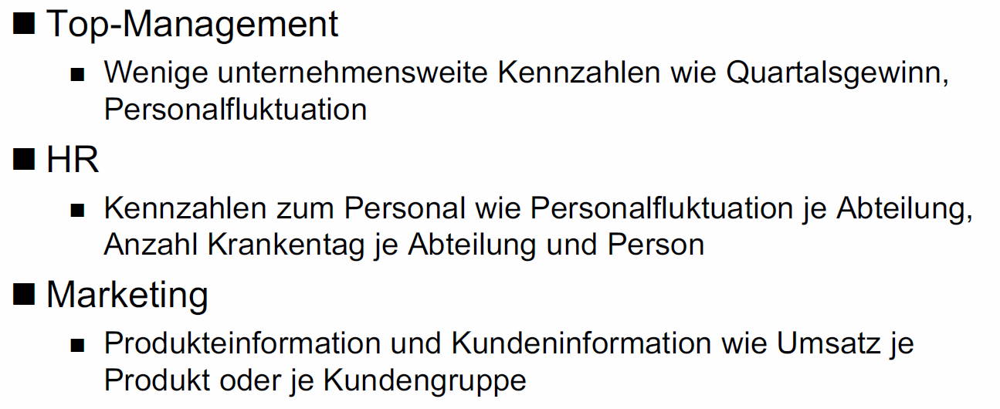 ■ Top-Management
■ Wenige unternehmensweite Kennzahlen wie Quartalsgewinn,
Personalfluktuation
■ HR
■ Kennzahlen zum Personal wie Personalfluktuation je Abteilung,
Anzahl Krankentag je Abteilung und Person
■ Marketing
■ Produkteinformation und Kundeninformation wie Umsatz je
Produkt oder je Kundengruppe